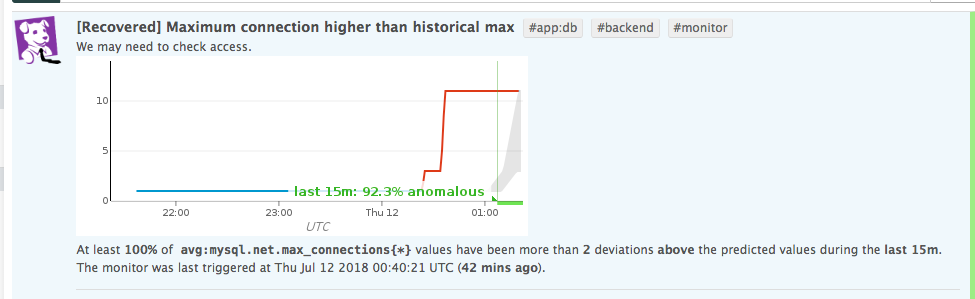 [Recovered] Maximum connection higher than historical max #app:db #backend #monitor
We may need to check access.
10
5
0
last 15m: 92.3% anomalous
22:00 23:00 Thu 12 01:00
UTC
At least 100% of avg:mysql.net.max_connections{*} values have been more than 2 deviations above the predicted values during the last 15m.
The monitor was last triggered at Thu Jul 12 2018 00:40:21 UTC (42 mins ago).